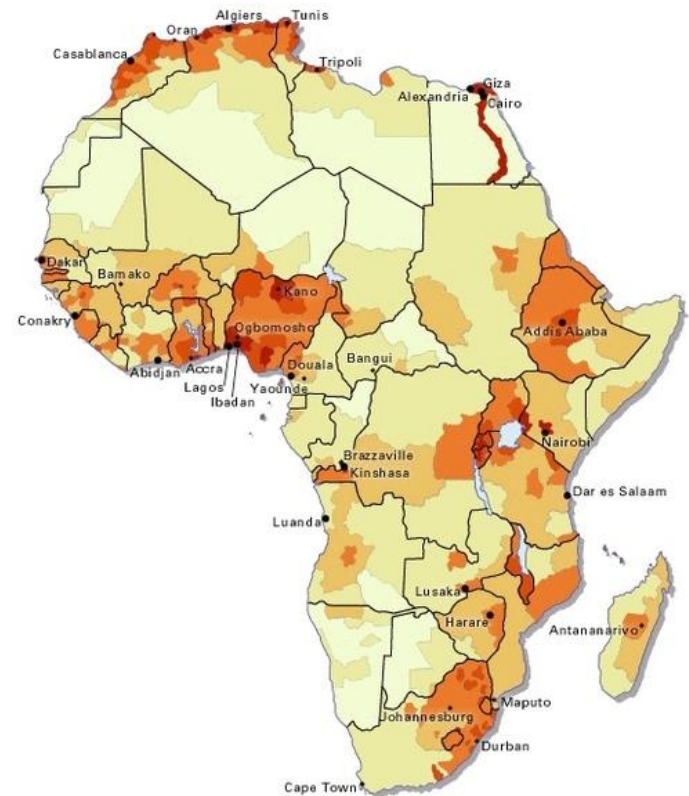 Algiers
Tunis
Oran
Casablanca
Tripoli
Giza
Alexandria
Cairo
Dakar
Bamako
Kano
Conakry
Ogbomosho
Addis Ababa
Abidjan
Accra
Douala
Bangui
Lagos
Yaounde
Ibadan
Nairobi
Brazzaville
Kinshasa
Dar es Salaam
Luanda
Lusaka
Harare
Antananarivo
Maputo
Johannesburg
Durban
Cape Town